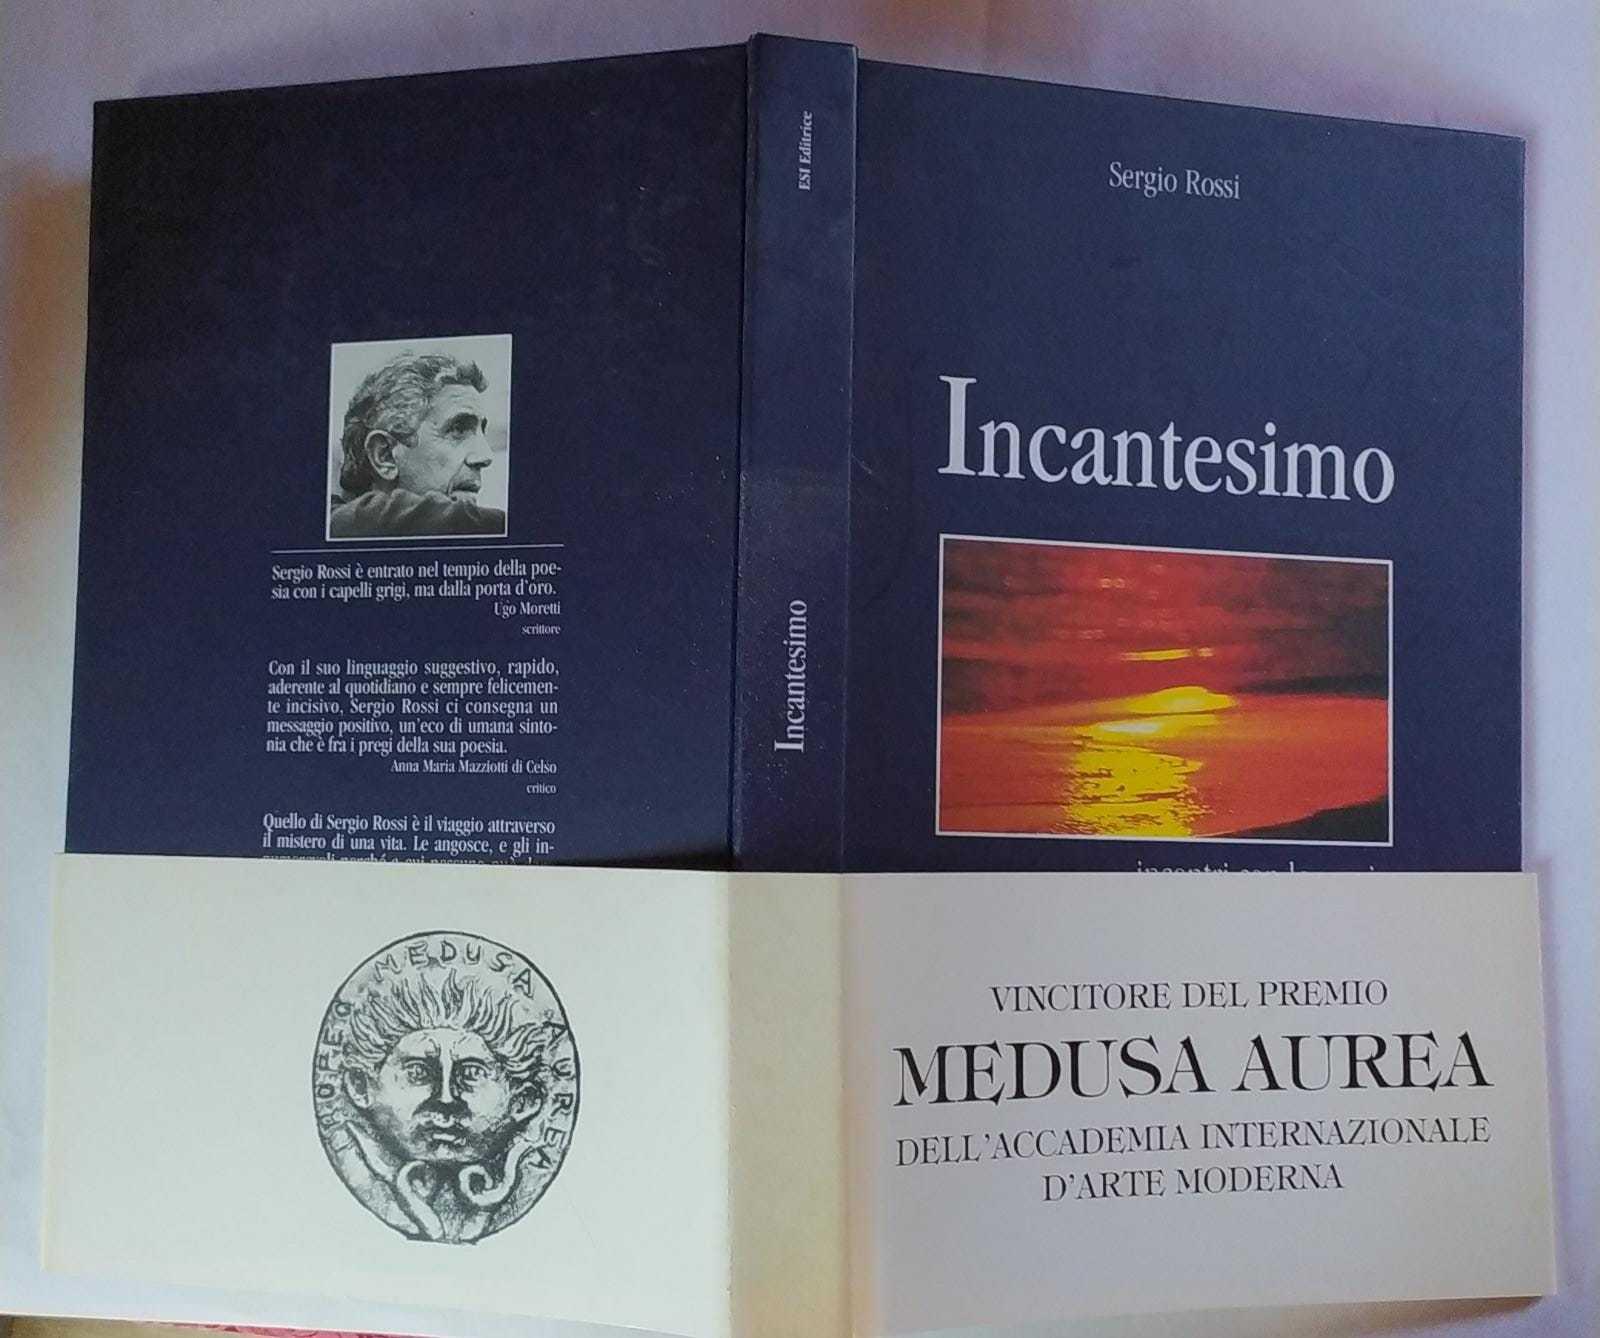 Sergio Rossi è entrato nel tempio della poe-
sia con i capelli grigi, ma dalla porta d'oro.
Ugo Moretti
scrittore
Con il suo linguaggio suggestivo, rapido,
aderente al quotidiano e sempre felicemen-
te incisivo, Sergio Rossi ci consegna un
messaggio positivo, un'eco di umana sinto-
nia che è fra i pregi della sua poesia.
Anna Maria Mazziotti di Celso
critico
Quello di Sergio Rossi è il viaggio attraverso
il mistero di una vita. Le angosce, e gli in-
ESI Editrice
Incantesimo
Sergio Rossi
Incantesimo
incontri con
TROFEO MEDUSA AUREA
VINCITORE DEL PREMIO
MEDUSA AUREA
DELL'ACCADEMIA INTERNAZIONALE
D'ARTE MODERNA